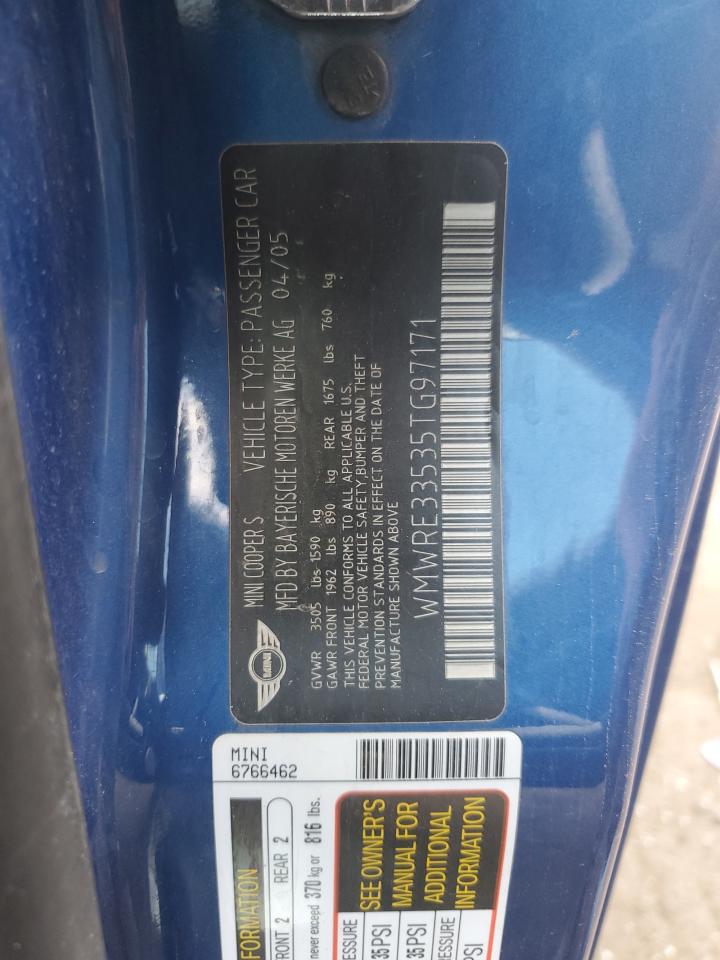 MINI COOPER S VEHICLE TYPE: PASSENGER CAR
MFD BY BAYERISCHE MOTOREN WERKE AG 04/05
MINI
GVWR 3505 lbs 1590 kg
GAWR FRONT 1962 lbs 890 kg REAR 1675 lbs 760 kg
THIS VEHICLE CONFORMS TO ALL APPLICABLE U.S.
FEDERAL MOTOR VEHICLE SAFETY, BUMPER AND THEFT
PREVENTION STANDARDS IN EFFECT ON THE DATE OF
MANUFACTURE SHOWN ABOVE
WMWRE33535TG97171
MINI
6766462
FORMATION
FRONT 2 REAR 2
never exceed 370 kg or 816 lbs.
SEE OWNER'S
MANUAL FOR
ADDITIONAL
INFORMATION
ESSURE
35 PSI
35 PSI
PSI